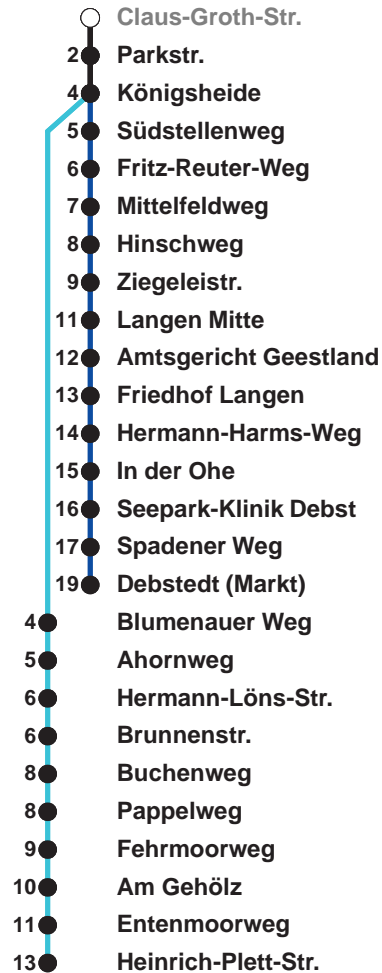 Claus-Groth-Str.
2 Parkstr.
4 Königsheide
5 Südstellenweg
6 Fritz-Reuter-Weg
7 Mittelfeldweg
8 Hinschweg
9 Ziegeleistr.
11 Langen Mitte
12 Amtsgericht Geestland
13 Friedhof Langen
14 Hermann-Harms-Weg
15 In der Ohe
16 Seepark-Klinik Debst
17 Spadener Weg
19 Debstedt (Markt)
4 Blumenauer Weg
5 Ahornweg
6 Hermann-Löns-Str.
6 Brunnenstr.
8 Buchenweg
8 Pappelweg
9 Fehrmoorweg
10 Am Gehölz
11 Entenmoorweg
13 Heinrich-Plett-Str.